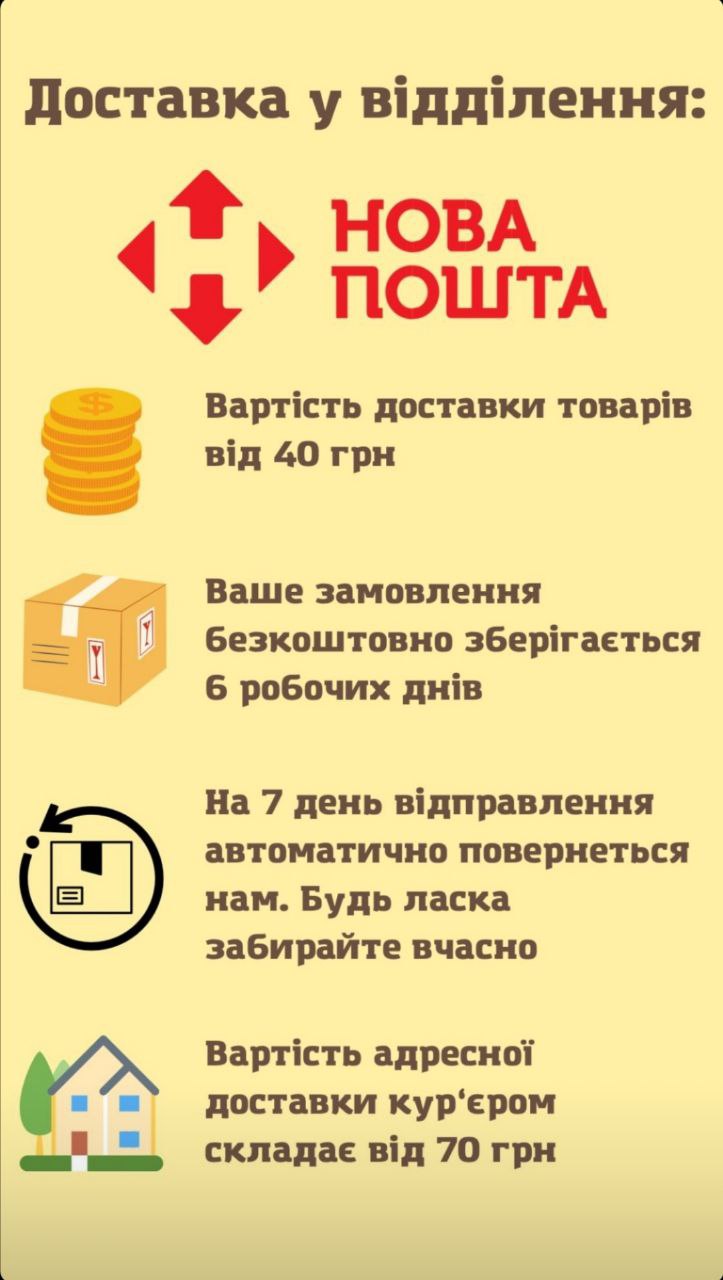 Доставка у відділення:
НОВА
ПОШТА
Вартість доставки товарів
від 40 грн
Ваше замовлення
безкоштовно зберігається
6 робочих днів
На 7 день відправлення
автоматично повернеться
нам. Будь ласка
забирайте вчасно
Вартість адресної
доставки кур‘єром
складає від 70 грн